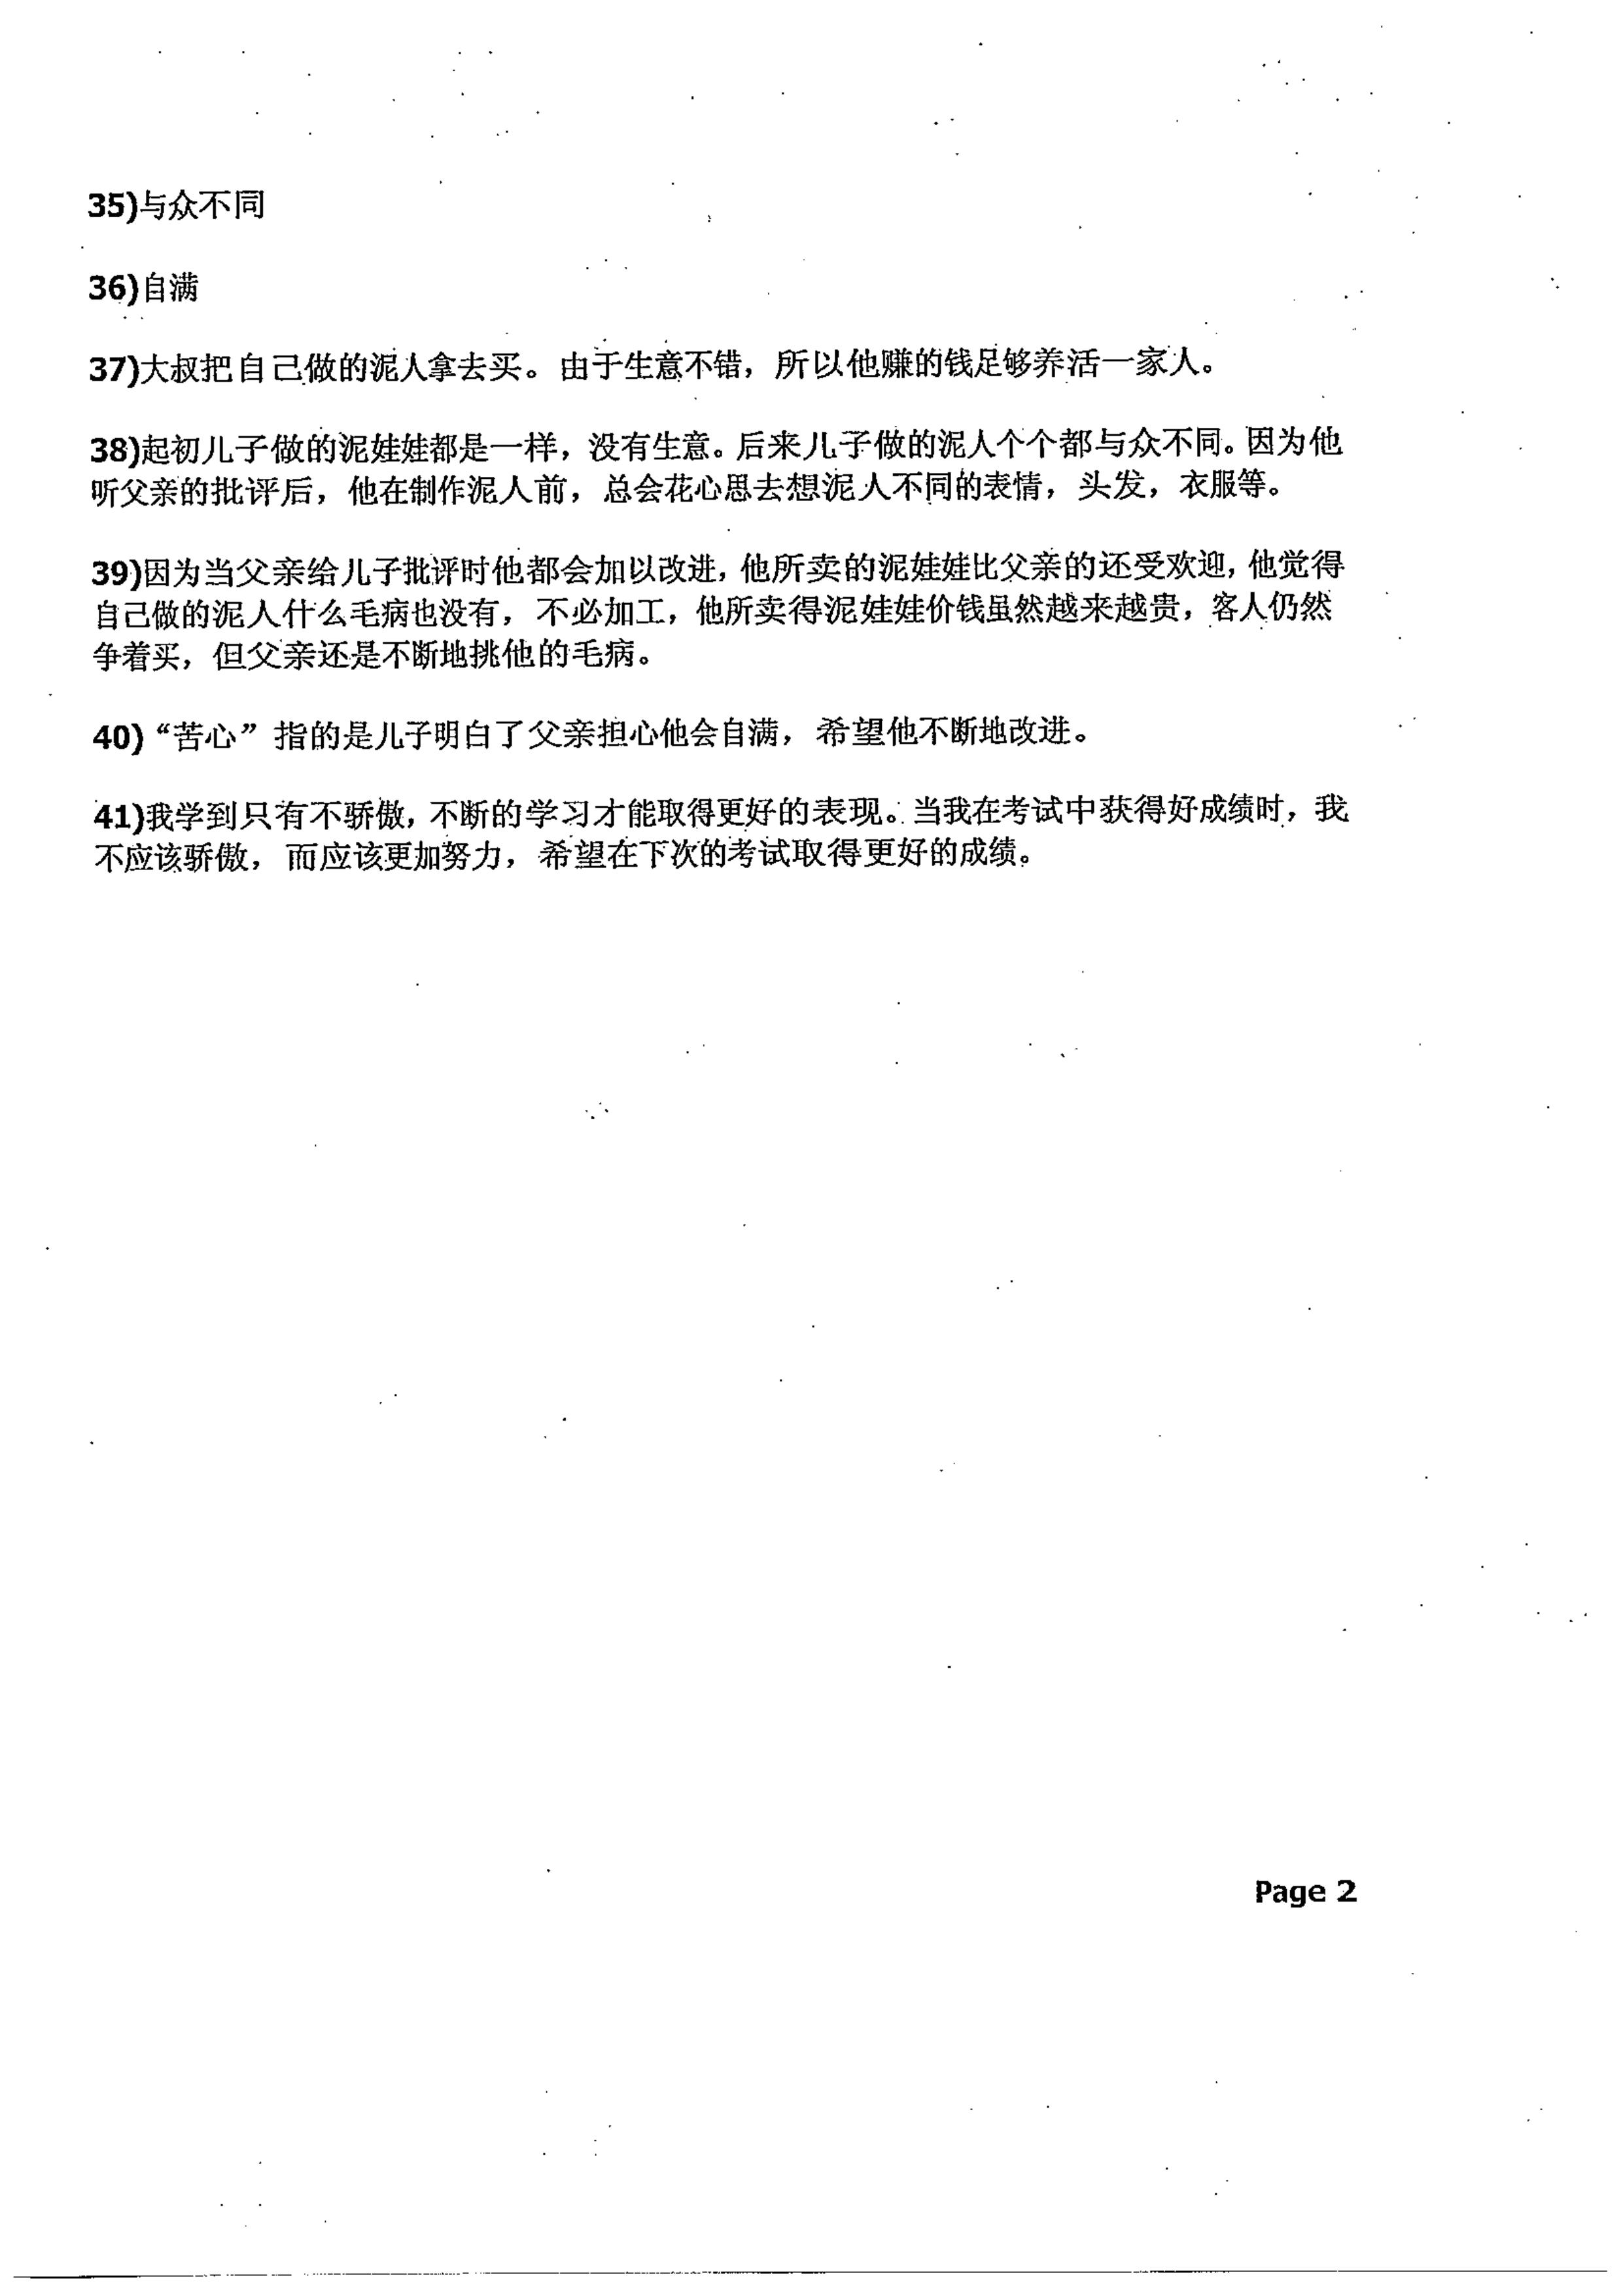 35)与众不同
36)自满
37)大叔把自己做的泥人拿去买。由于生意不错，所以他赚的钱足够养活一家人。
38)起初儿子做的泥娃娃都是一样，没有生意。后来儿子做的泥人个个都与众不同。因为他
听父亲的批评后，他在制作泥人前，总会花心思去想泥人不同的表情，头发，衣服等。
39)因为当父亲给儿子批评时他都会加以改进，他所卖的泥娃娃比父亲的还受欢迎，他觉得
自己做的泥人什么毛病也没有，不必加工，他所卖得泥娃娃价钱虽然越来越贵，客人仍然
争着买，但父亲还是不断地挑他的毛病。
40)“苦心”指的是儿子明白了父亲担心他会自满，希望他不断地改进。
41)我学到只有不骄傲，不断的学习才能取得更好的表现。当我在考试中获得好成绩时，我
不应该骄傲，而应该更加努力，希望在下次的考试取得更好的成绩。
Page 2